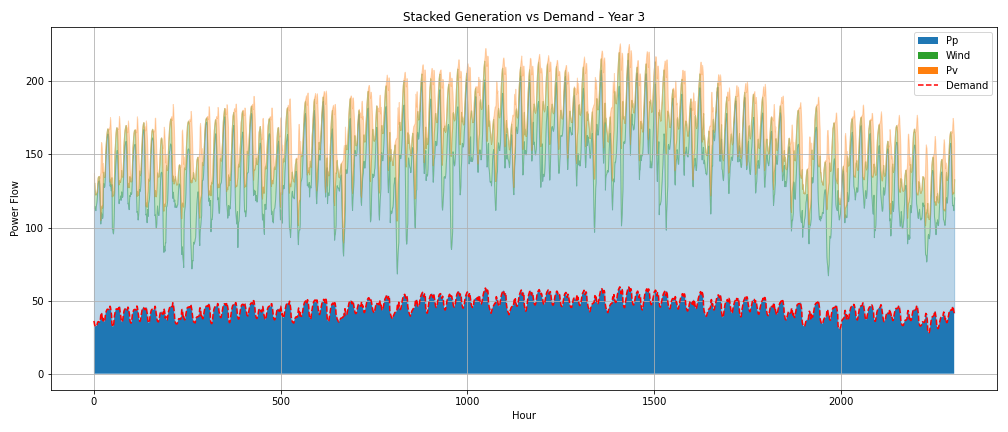 Stacked Generation vs Demand – Year 3
Pp
Wind
Pv
Demand
200
150
100
50
0
Power Flow
0 500 1000 1500 2000
Hour